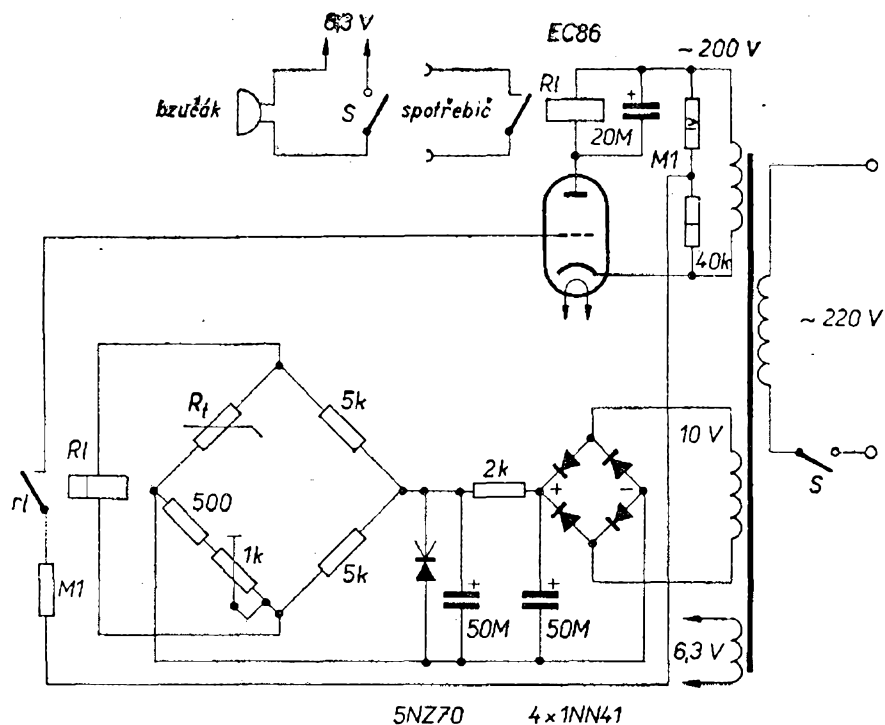 6,3 V
EC86
~200 V
bzučák
S
spotřebič
Rl
+
20M
M1
40k
~220 V
Rt
5k
Rl
10 V
2k
rl
500
+
−
S
1k
5k
M1
+
+
50M
50M
6,3 V
5NZ70
4×1NN41